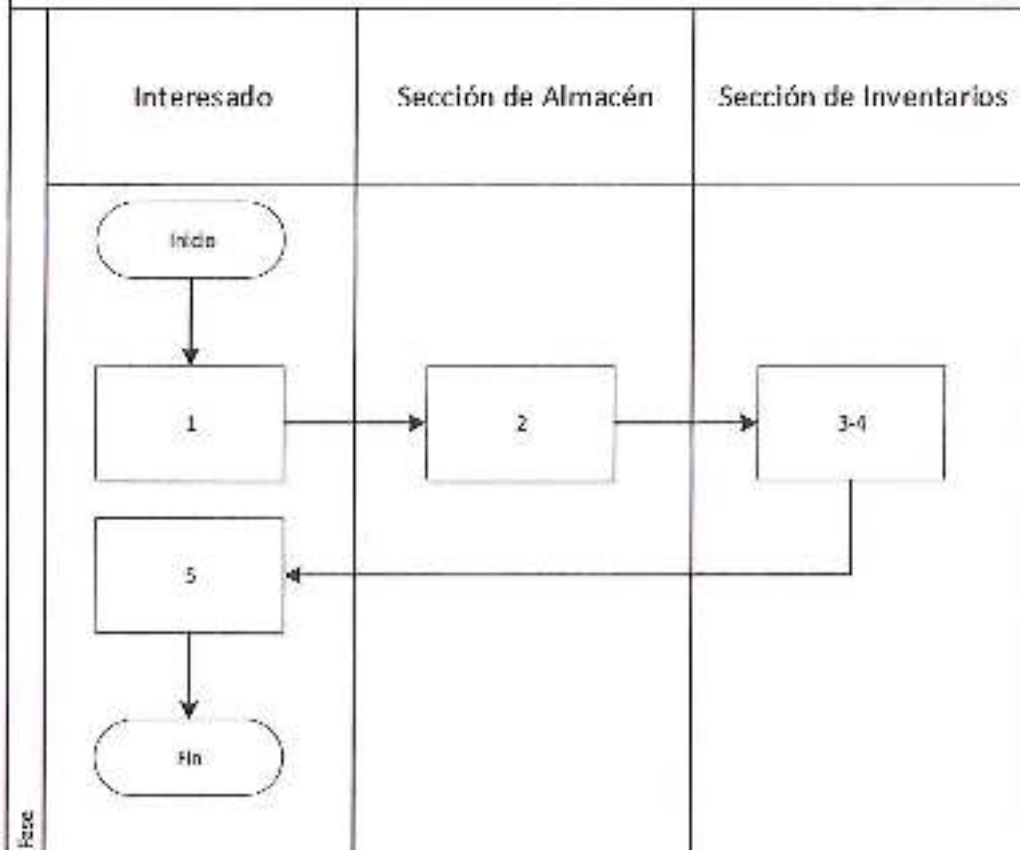 Interesado
Sección de Almacén
Sección de Inventarios
Inicio
1
2
3-4
5
Fin
Fase